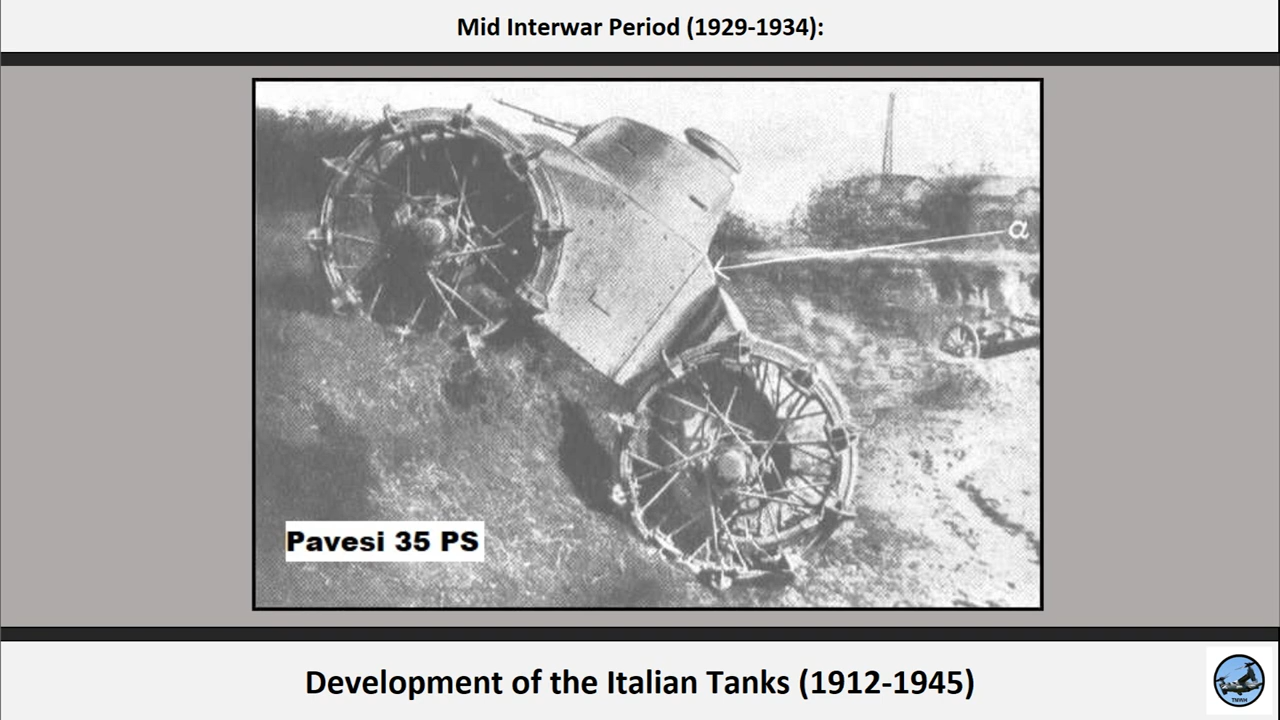 Mid Interwar Period (1929-1934):
a
Pavesi 35 PS
Development of the Italian Tanks (1912-1945)